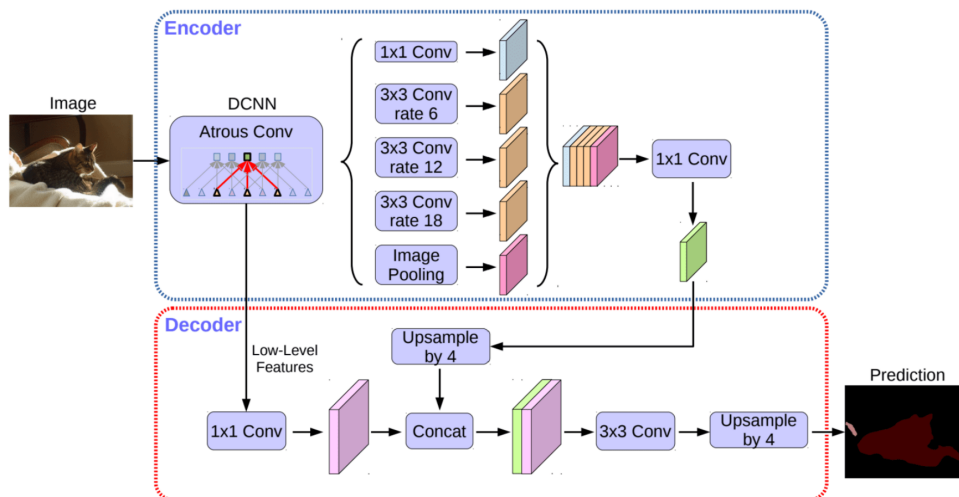 Encoder
Image
DCNN
Atrous Conv
1x1 Conv
3x3 Conv
rate 6
3x3 Conv
rate 12
3x3 Conv
rate 18
Image
Pooling
1x1 Conv
Decoder
Low-Level
Features
Upsample
by 4
1x1 Conv
Concat
3x3 Conv
Upsample
by 4
Prediction